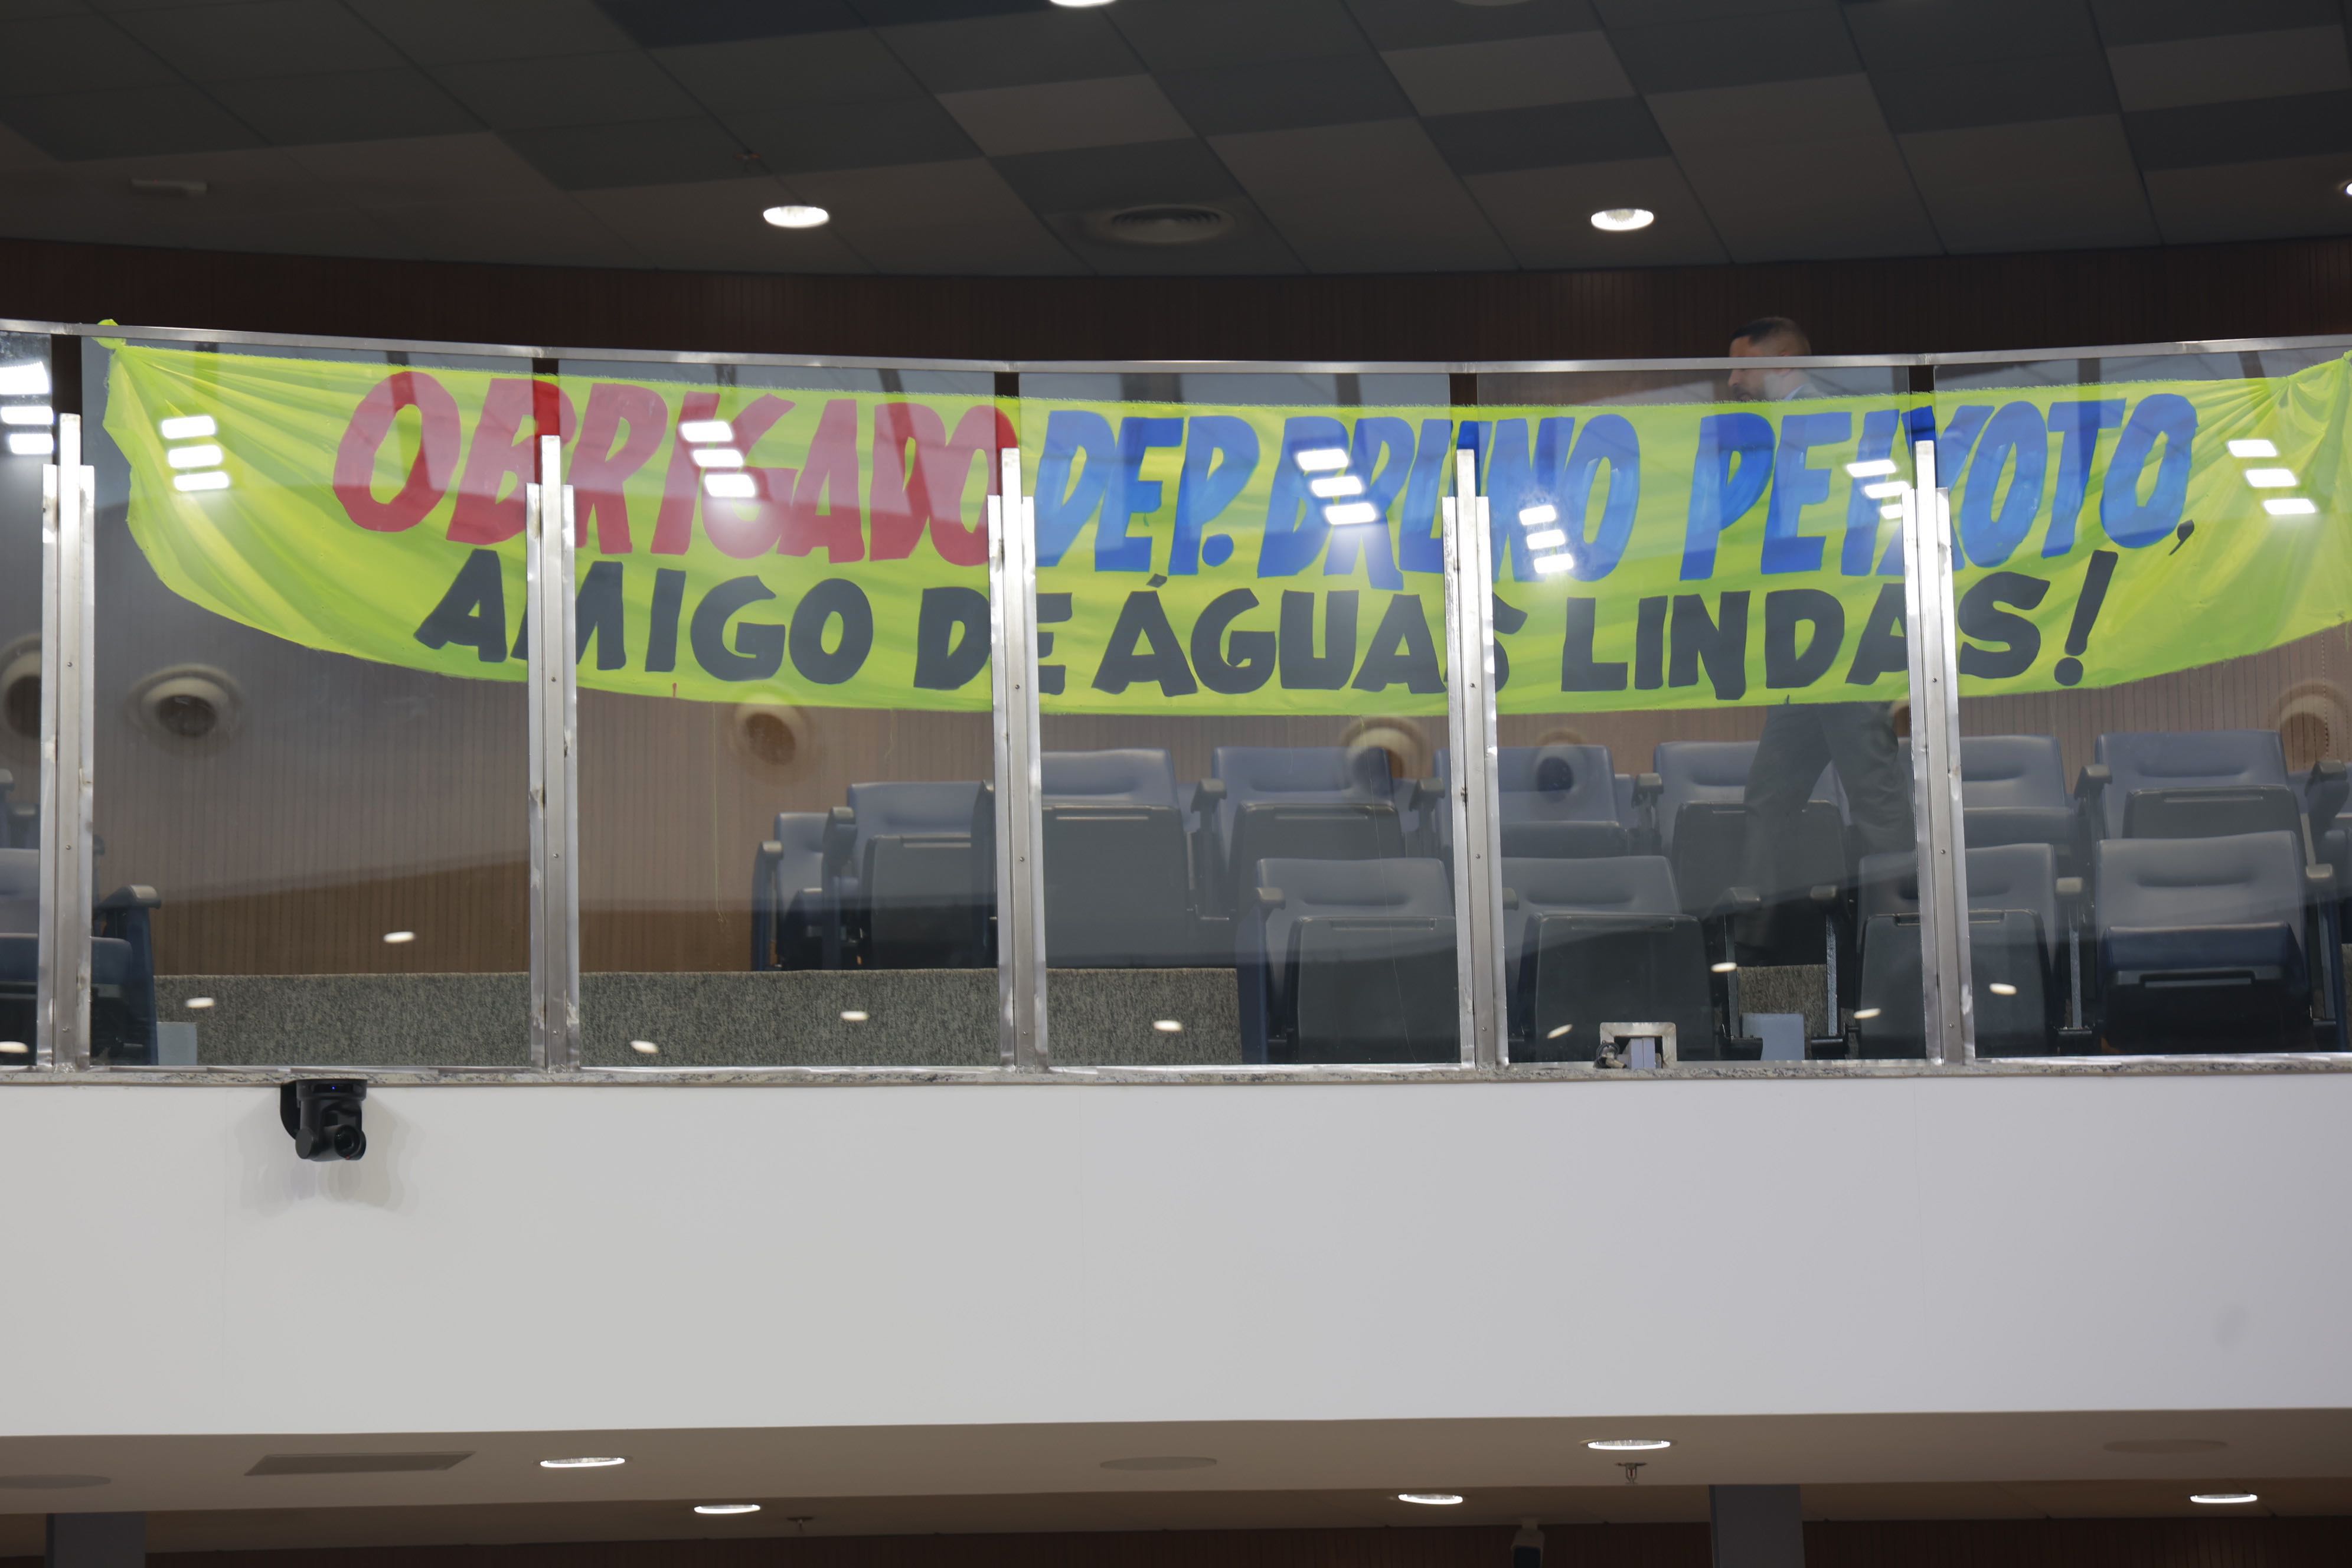 OBRIGADO DEP. BRUNO PEIXOTO,
AMIGO DE ÁGUAS LINDAS!